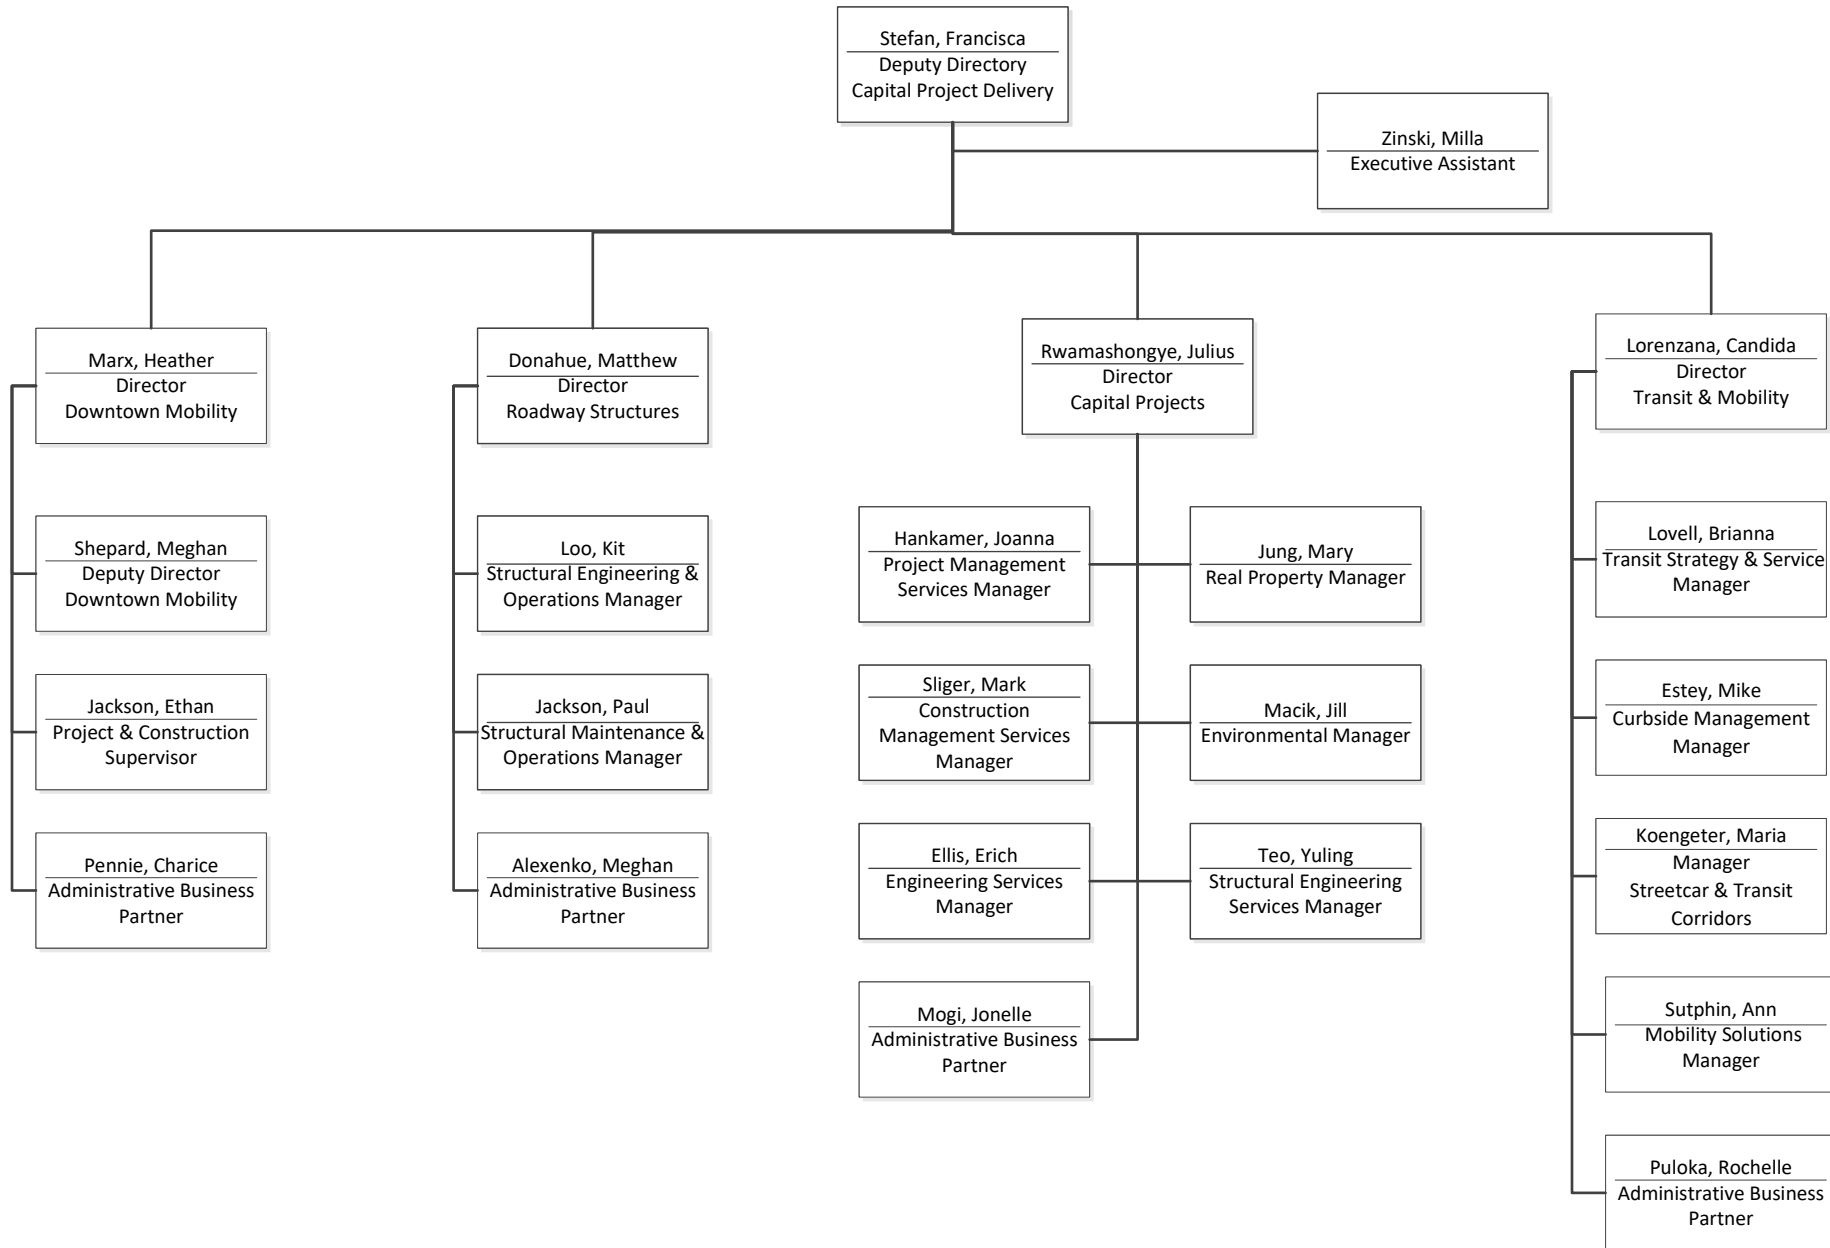 Stefan, Francisca
Deputy Directory
Capital Project Delivery
Zinski, Milla
Executive Assistant
Marx, Heather
Director
Downtown Mobility
Shepard, Meghan
Deputy Director
Downtown Mobility
Jackson, Ethan
Project & Construction
Supervisor
Pennie, Charice
Administrative Business
Partner
Donahue, Matthew
Director
Roadway Structures
Loo, Kit
Structural Engineering &
Operations Manager
Jackson, Paul
Structural Maintenance &
Operations Manager
Alexenko, Meghan
Administrative Business
Partner
Rwamashongye, Julius
Director
Capital Projects
Hankamer, Joanna
Project Management
Services Manager
Jung, Mary
Real Property Manager
Sliger, Mark
Construction
Management Services
Manager
Macik, Jill
Environmental Manager
Ellis, Erich
Engineering Services
Manager
Teo, Yuling
Structural Engineering
Services Manager
Mogi, Jonelle
Administrative Business
Partner
Lorenzana, Candida
Director
Transit & Mobility
Lovell, Brianna
Transit Strategy & Service
Manager
Estey, Mike
Curbside Management
Manager
Koengeter, Maria
Manager
Streetcar & Transit
Corridors
Sutphin, Ann
Mobility Solutions
Manager
Puloka, Rochelle
Administrative Business
Partner